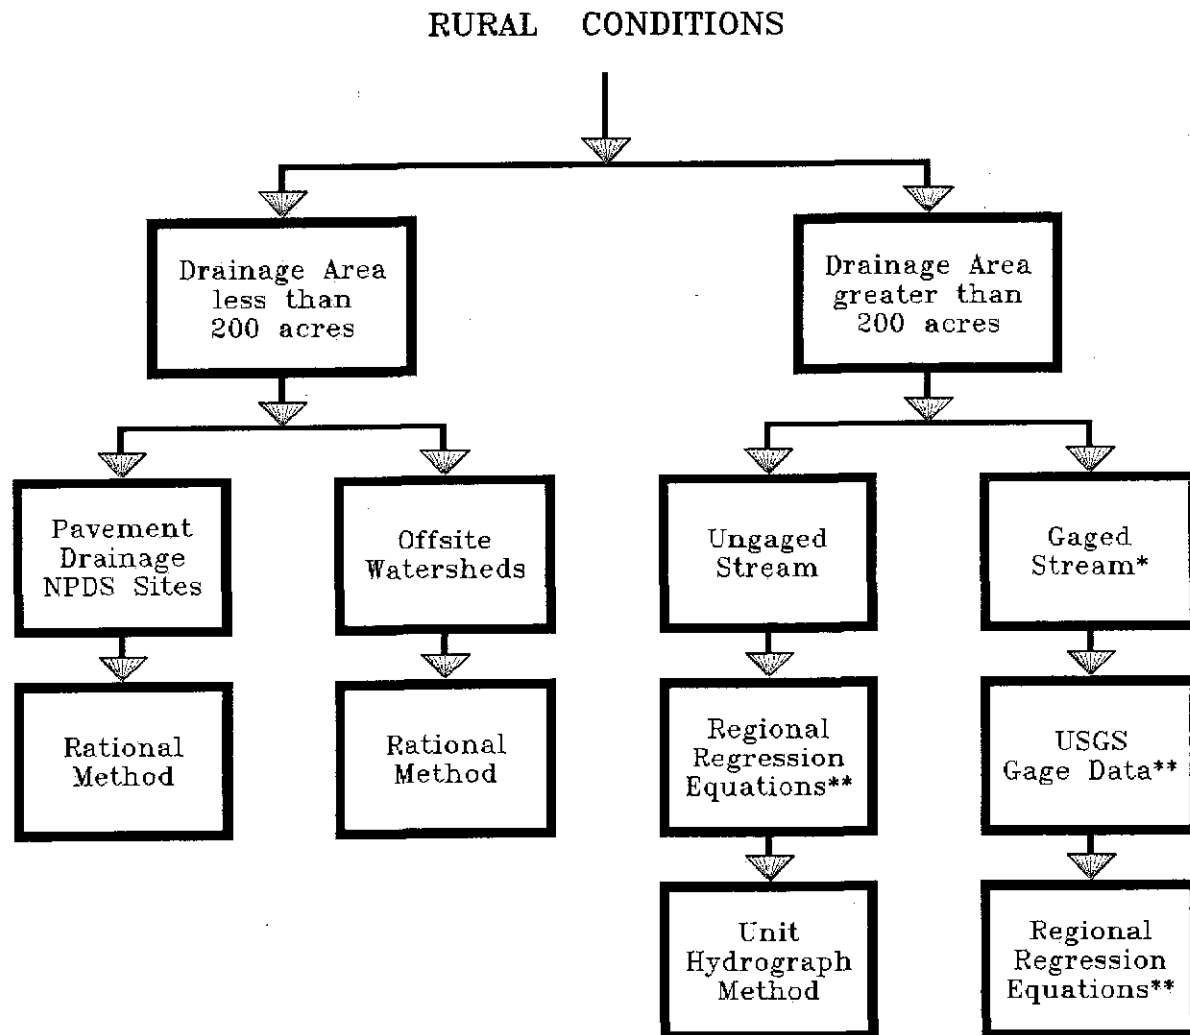 RURAL CONDITIONS
Drainage Area
less than
200 acres
Drainage Area
greater than
200 acres
Pavement
Drainage
NPDS Sites
Offsite
Watersheds
Ungaged
Stream
Gaged
Stream*
Rational
Method
Rational
Method
Regional
Regression
Equations**
USGS
Gage Data**
Unit
Hydrograph
Method
Regional
Regression
Equations**